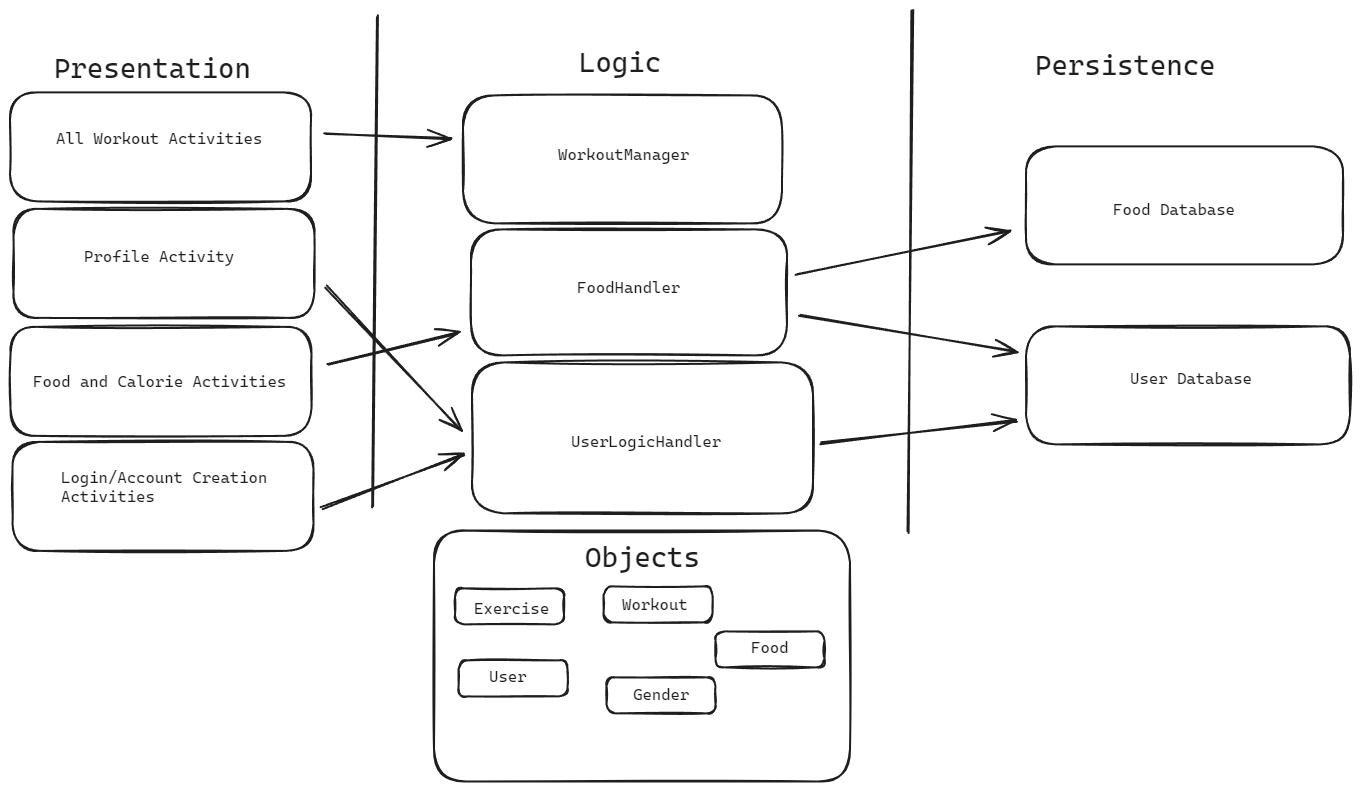 Presentation
All Workout Activities
Profile Activity
Food and Calorie Activities
Login/Account Creation
Activities
Logic
WorkoutManager
FoodHandler
UserLogicHandler
Objects
Exercise
Workout
Food
User
Gender
Persistence
Food Database
User Database